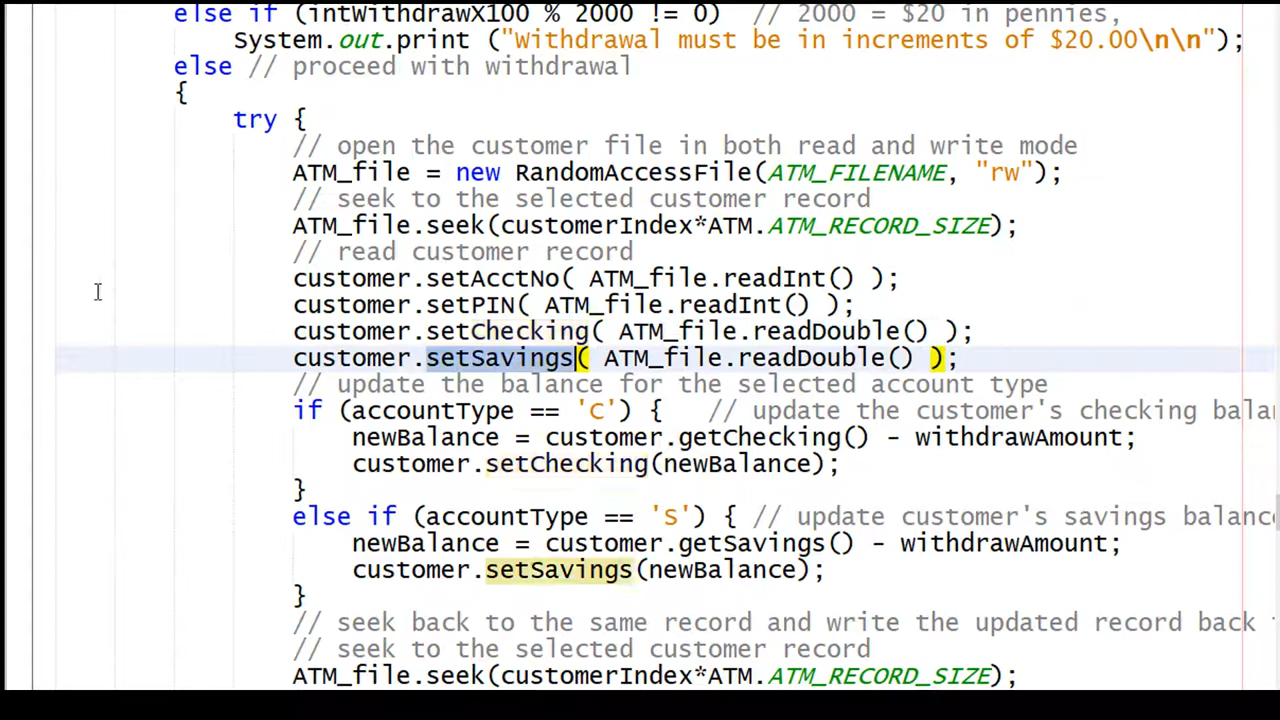 else if (intWithdrawX100 % 2000 != 0)  // 2000 = $20 in pennies,
System.out.print ("Withdrawal must be in increments of $20.00\n\n");
else // proceed with withdrawal
{
try {
// open the customer file in both read and write mode
ATM_file = new RandomAccessFile(ATM_FILENAME, "rw");
// seek to the selected customer record
ATM_file.seek(customerIndex*ATM.ATM_RECORD_SIZE);
// read customer record
customer.setAcctNo( ATM_file.readInt() );
customer.setPIN( ATM_file.readInt() );
customer.setChecking( ATM_file.readDouble() );
customer.setSavings( ATM_file.readDouble() );
// update the balance for the selected account type
if (accountType == 'C') {   // update the customer's checking bala
newBalance = customer.getChecking() - withdrawAmount;
customer.setChecking(newBalance);
}
else if (accountType == 'S') { // update customer's savings balance
newBalance = customer.getSavings() - withdrawAmount;
customer.setSavings(newBalance);
}
// seek back to the same record and write the updated record back
// seek to the selected customer record
ATM_file.seek(customerIndex*ATM.ATM_RECORD_SIZE);